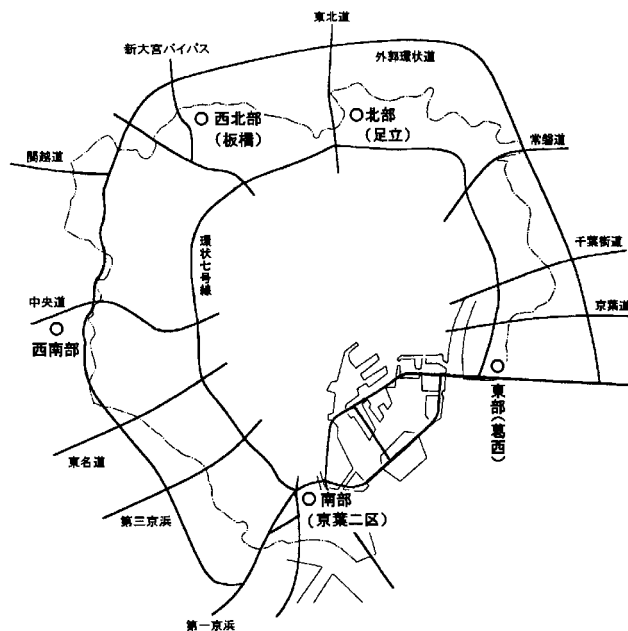 東北道
新大宮バイパス
外郭環状道
西北部
(板橋)
北部
(足立)
常磐道
関越道
千葉街道
環状七号線
京葉道
中央道
西南部
東部(葛西)
東名道
第三京浜
南部
(京葉二区)
第一京浜